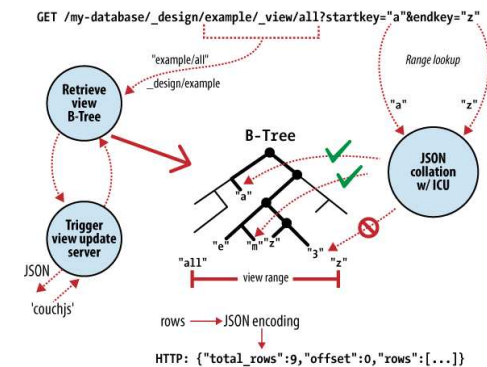 GET /my-database/_design/example/_view/all?startkey="a"&endkey="z"
"example/all"
_design/example
Range lookup
"a"
"z"
Retrieve
view
B-Tree
B-Tree
JSON
collation
w/ ICU
"a"
Trigger
view update
server
"e"
"m"
"z"
"3"
JSON
'couchjs'
"all"
view range
"z"
rows
JSON encoding
HTTP: {"total_rows":9,"offset":0,"rows":[...]}